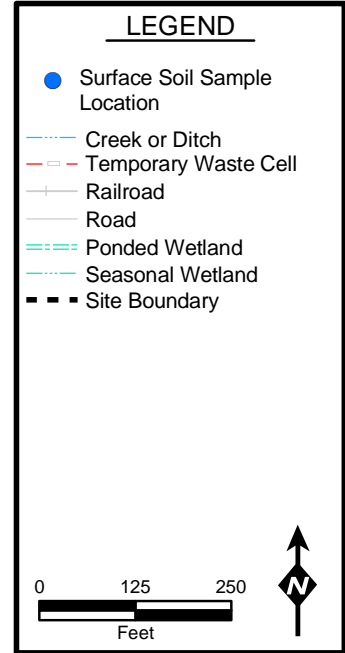 LEGEND
Surface Soil Sample
Location
Creek or Ditch
Temporary Waste Cell
Railroad
Road
Ponded Wetland
Seasonal Wetland
Site Boundary
0 125 250
Feet
N